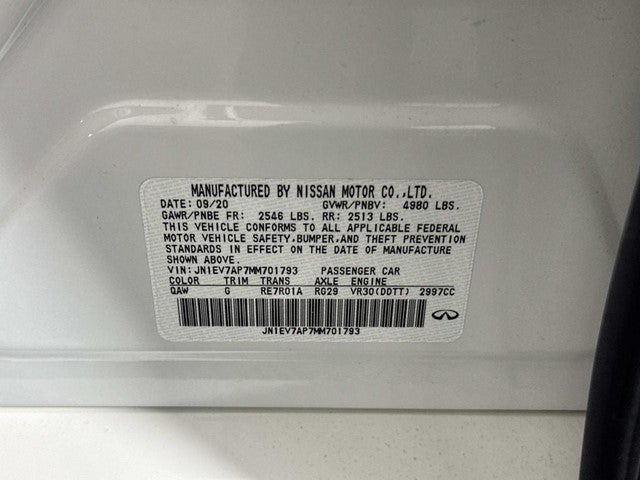 MANUFACTURED BY NISSAN MOTOR CO.,LTD.
DATE: 09/20 GVWR/PNBV: 4980 LBS.
GAWR/PNBE FR: 2546 LBS. RR: 2513 LBS.
THIS VEHICLE CONFORMS TO ALL APPLICABLE FEDERAL
MOTOR VEHICLE SAFETY,BUMPER,AND THEFT PREVENTION
STANDARDS IN EFFECT ON THE DATE OF MANUFACTURE
SHOWN ABOVE.
VIN: JN1EV7AP7MM701793 PASSENGER CAR
COLOR TRIM TRANS AXLE ENGINE
QAW G RE7R01A RG29 VR30(DDTT) 2997CC
JN1EV7AP7MM701793